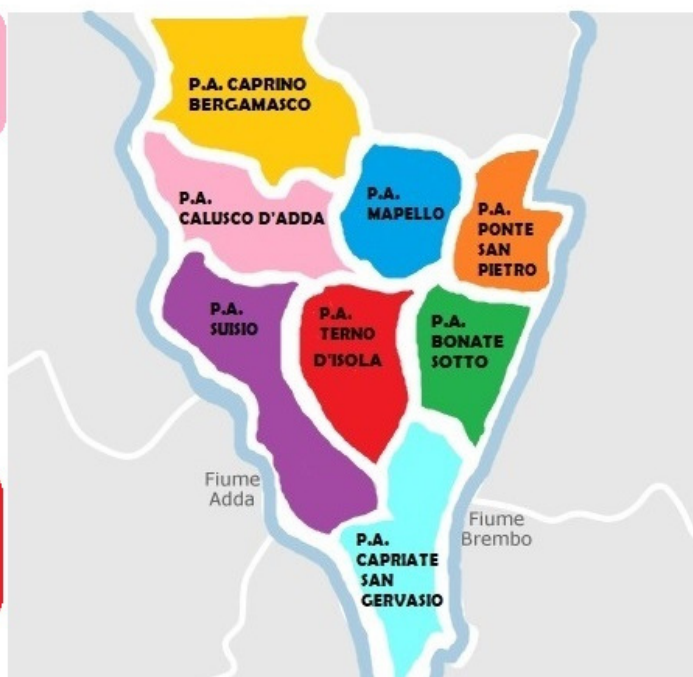 P.A. CAPRINO
BERGAMASCO
P.A.
CALUSCO D'ADDA
P.A.
MAPELLO
P.A.
PONTE
SAN
PIETRO
P.A.
SUISIO
P.A.
TERNO
D'ISOLA
P.A.
BONATE
SOTTO
Fiume
Adda
Fiume
Brembo
P.A.
CAPRIATE
SAN
GERVASIO